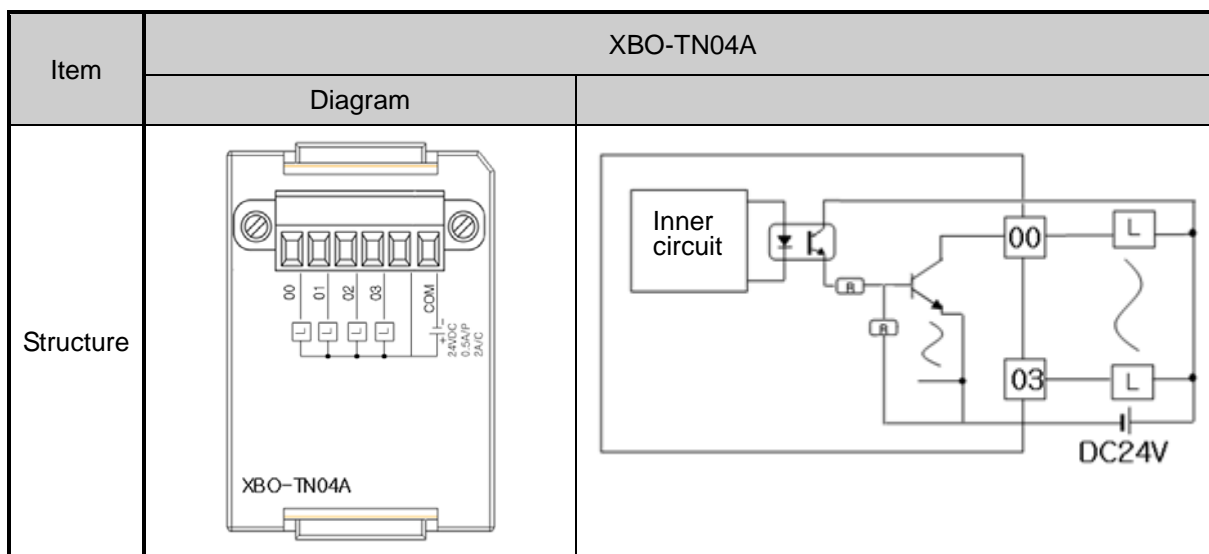 Item
XBO-TN04A
Diagram
Structure
00
01
02
03
COM
L
L
L
L
24VDC
0.5A/P
2A/C
XBO-TN04A
Inner
circuit
R
R
00
L
03
L
DC24V